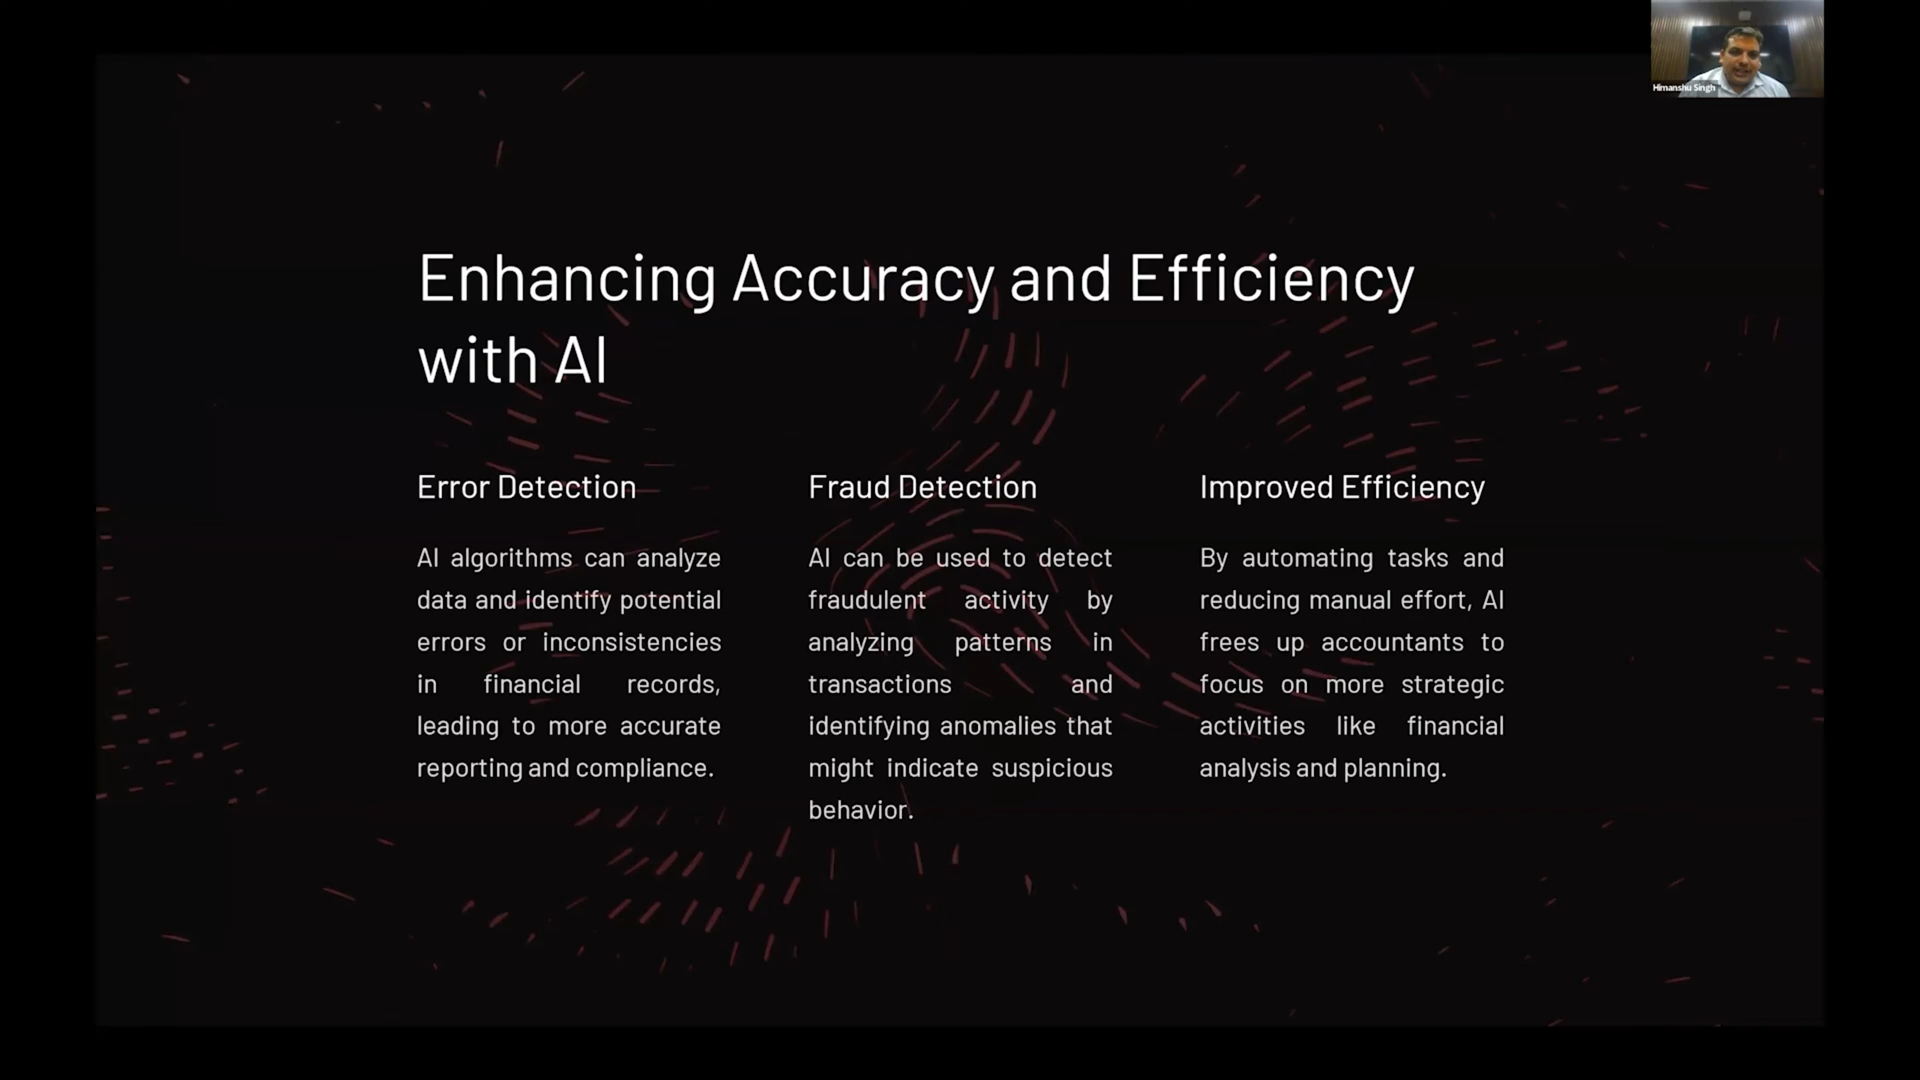 Himanshu Singh
Enhancing Accuracy and Efficiency
with AI
Error Detection
AI algorithms can analyze
data and identify potential
errors or inconsistencies
in financial records,
leading to more accurate
reporting and compliance.
Fraud Detection
AI can be used to detect
fraudulent activity by
analyzing patterns in
transactions and
identifying anomalies that
might indicate suspicious
behavior.
Improved Efficiency
By automating tasks and
reducing manual effort, AI
frees up accountants to
focus on more strategic
activities like financial
analysis and planning.